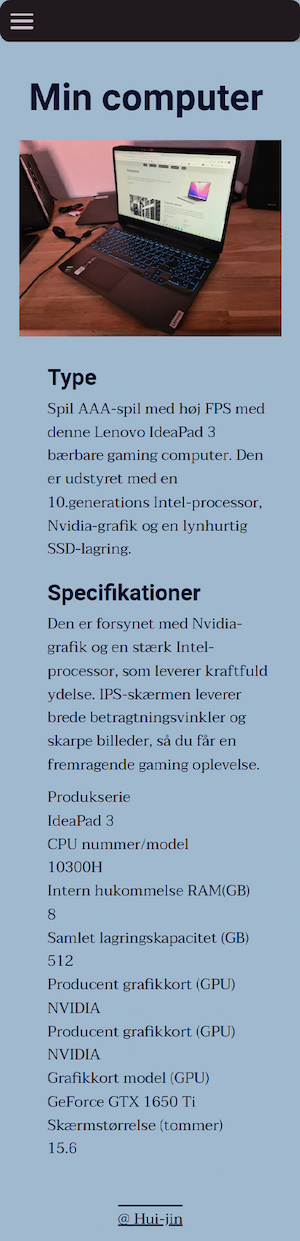 Min computer
Lenovo
Type
Spil AAA-spil med høj FPS med
denne Lenovo IdeaPad 3
bærbare gaming computer. Den
er udstyret med en
10.generations Intel-processor,
Nvidia-grafik og en lynhurtig
SSD-lagring.
Specifikationer
Den er forsynet med Nvidia-
grafik og en stærk Intel-
processor, som leverer kraftfuld
ydelse. IPS-skærmen leverer
brede betragtningsvinkler og
skarpe billeder, så du får en
fremragende gaming oplevelse.
Produkserie
IdeaPad 3
CPU nummer/model
10300H
Intern hukommelse RAM(GB)
8
Samlet lagringskapacitet (GB)
512
Producent grafikkort (GPU)
NVIDIA
Producent grafikkort (GPU)
NVIDIA
Grafikkort model (GPU)
GeForce GTX 1650 Ti
Skærmstørrelse (tommer)
15.6
@ Hui-jin